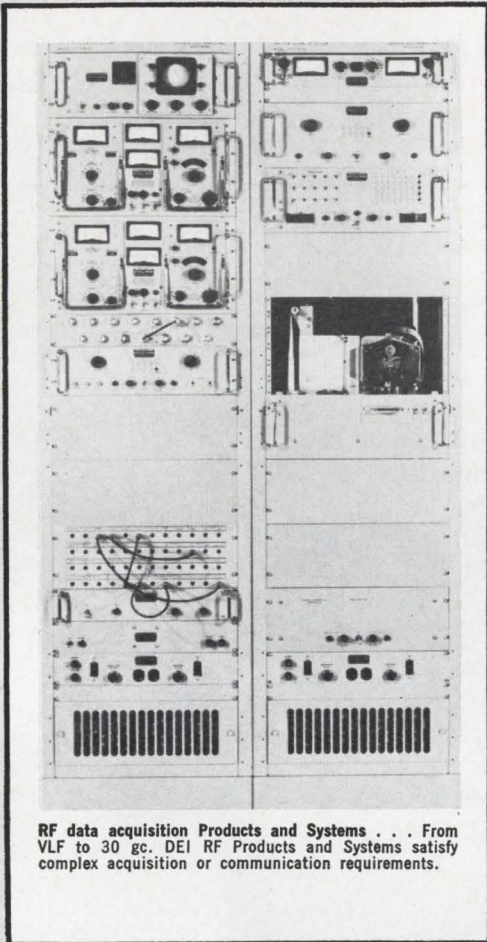 RF data acquisition Products and Systems . . . From
VLF to 30 gc. DEI RF Products and Systems satisfy
complex acquisition or communication requirements.